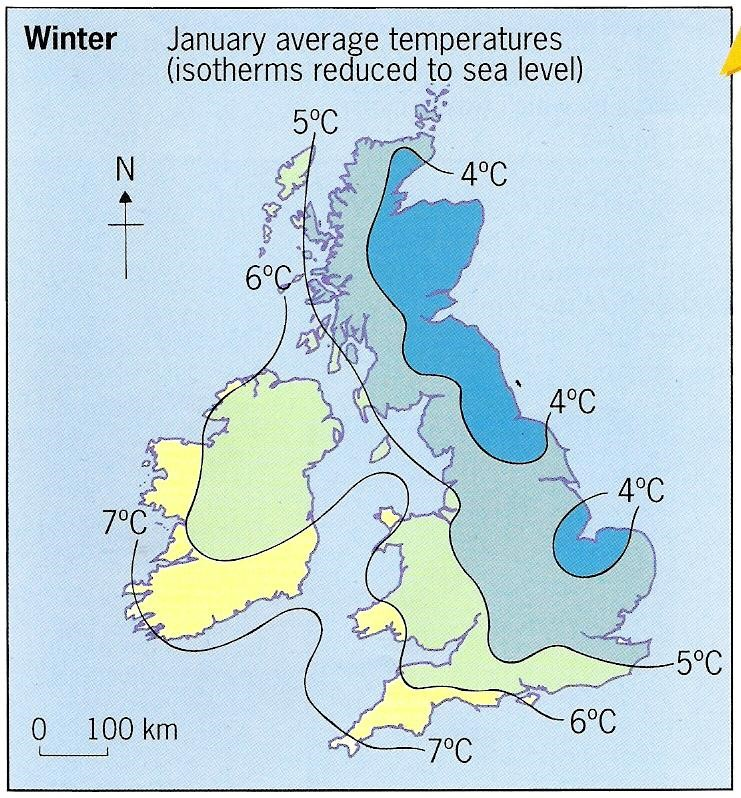 Winter January average temperatures
(isotherms reduced to sea level)
5ºC
N
4ºC
6ºC
4ºC
4ºC
7ºC
5ºC
6ºC
0 100 km
7ºC